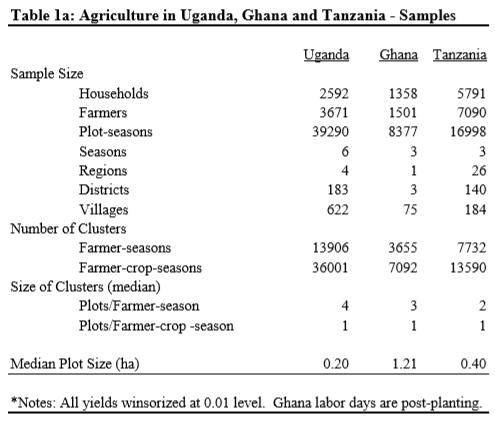 Table 1a: Agriculture in Uganda, Ghana and Tanzania - Samples
Uganda Ghana Tanzania
Sample Size
Households 2592 1358 5791
Farmers 3671 1501 7090
Plot-seasons 39290 8377 16998
Seasons 6 3 3
Regions 4 1 26
Districts 183 3 140
Villages 622 75 184
Number of Clusters
Farmer-seasons 13906 3655 7732
Farmer-crop-seasons 36001 7092 13590
Size of Clusters (median)
Plots/Farmer-season 4 3 2
Plots/Farmer-crop -season 1 1 1
Median Plot Size (ha) 0.20 1.21 0.40
*Notes: All yields winsorized at 0.01 level. Ghana labor days are post-planting.